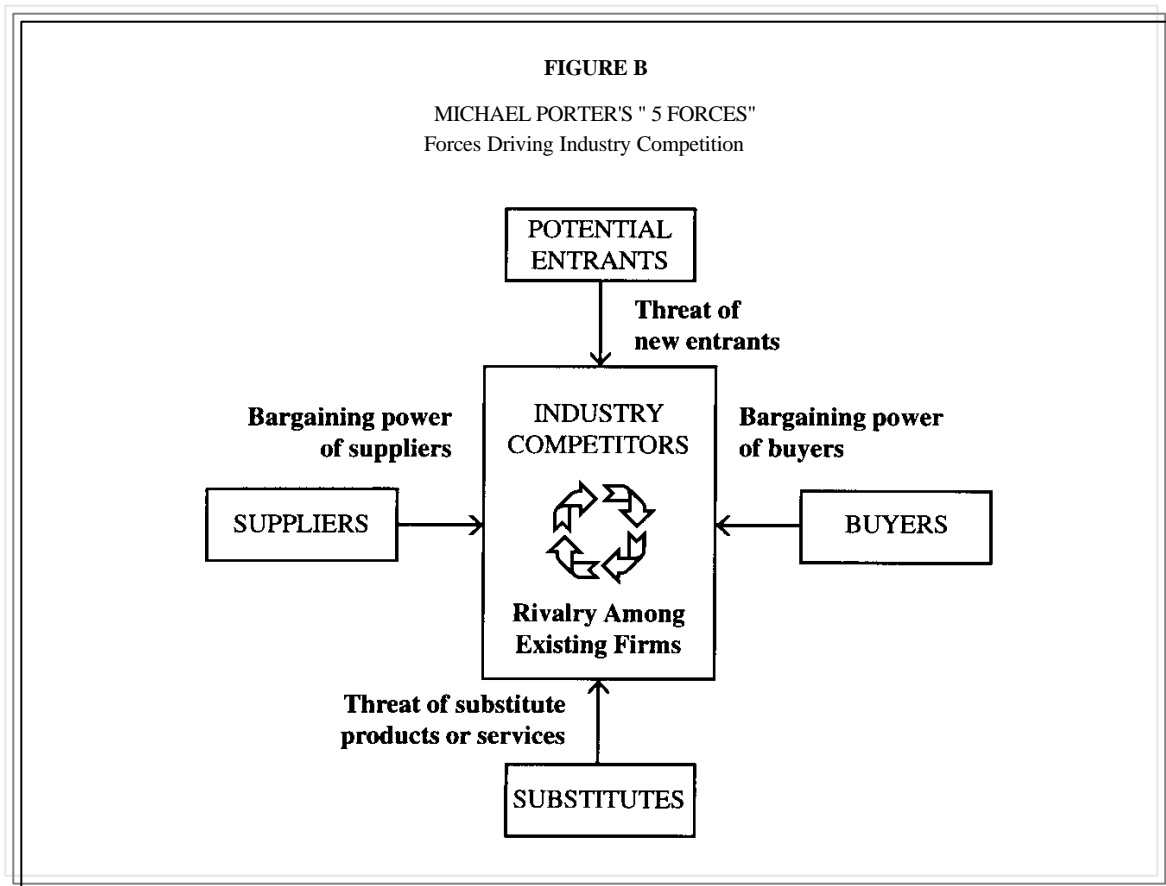 FIGURE B
MICHAEL PORTER'S " 5 FORCES"
Forces Driving Industry Competition
POTENTIAL
ENTRANTS
Threat of
new entrants
Bargaining power
of suppliers
INDUSTRY
COMPETITORS
Bargaining power
of buyers
SUPPLIERS
BUYERS
Rivalry Among
Existing Firms
Threat of substitute
products or services
SUBSTITUTES